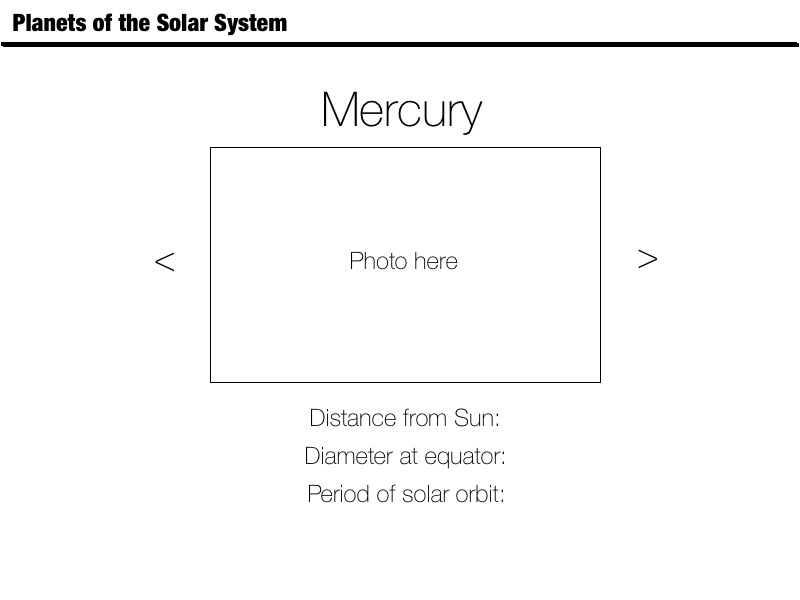 Planets of the Solar System
Mercury
< Photo here >
Distance from Sun:
Diameter at equator:
Period of solar orbit: